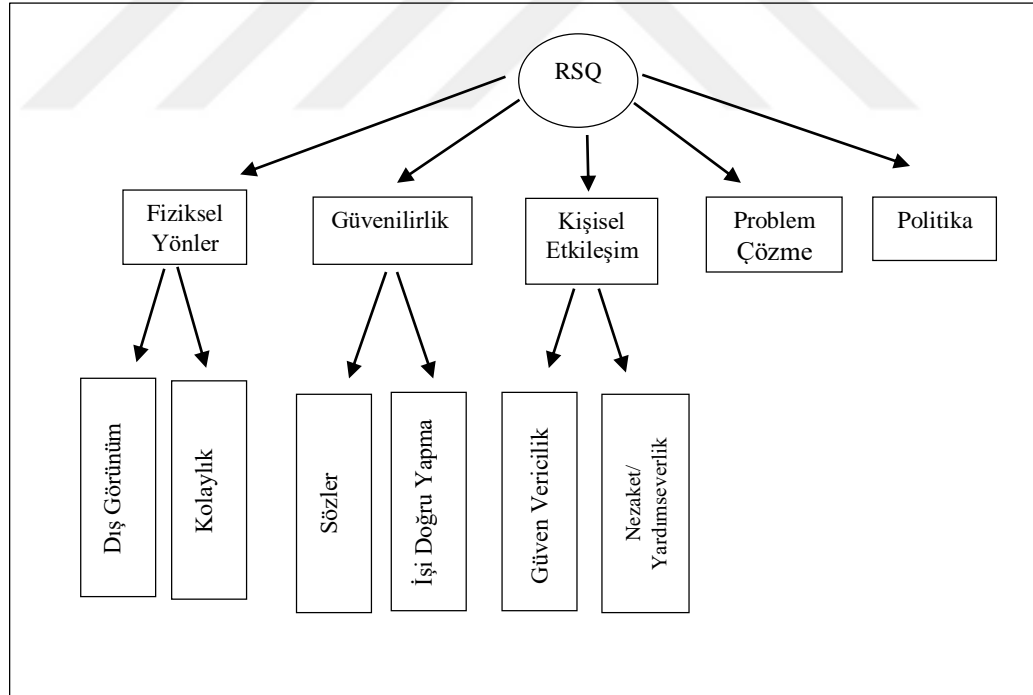 RSQ
Fiziksel
Yönler
Güvenilirlik
Kişisel
Etkileşim
Problem
Çözme
Politika
Dış Görünüm
Kolaylık
Sözler
İşi Doğru Yapma
Güven Vericilik
Nezaket/
Yardımseverlik